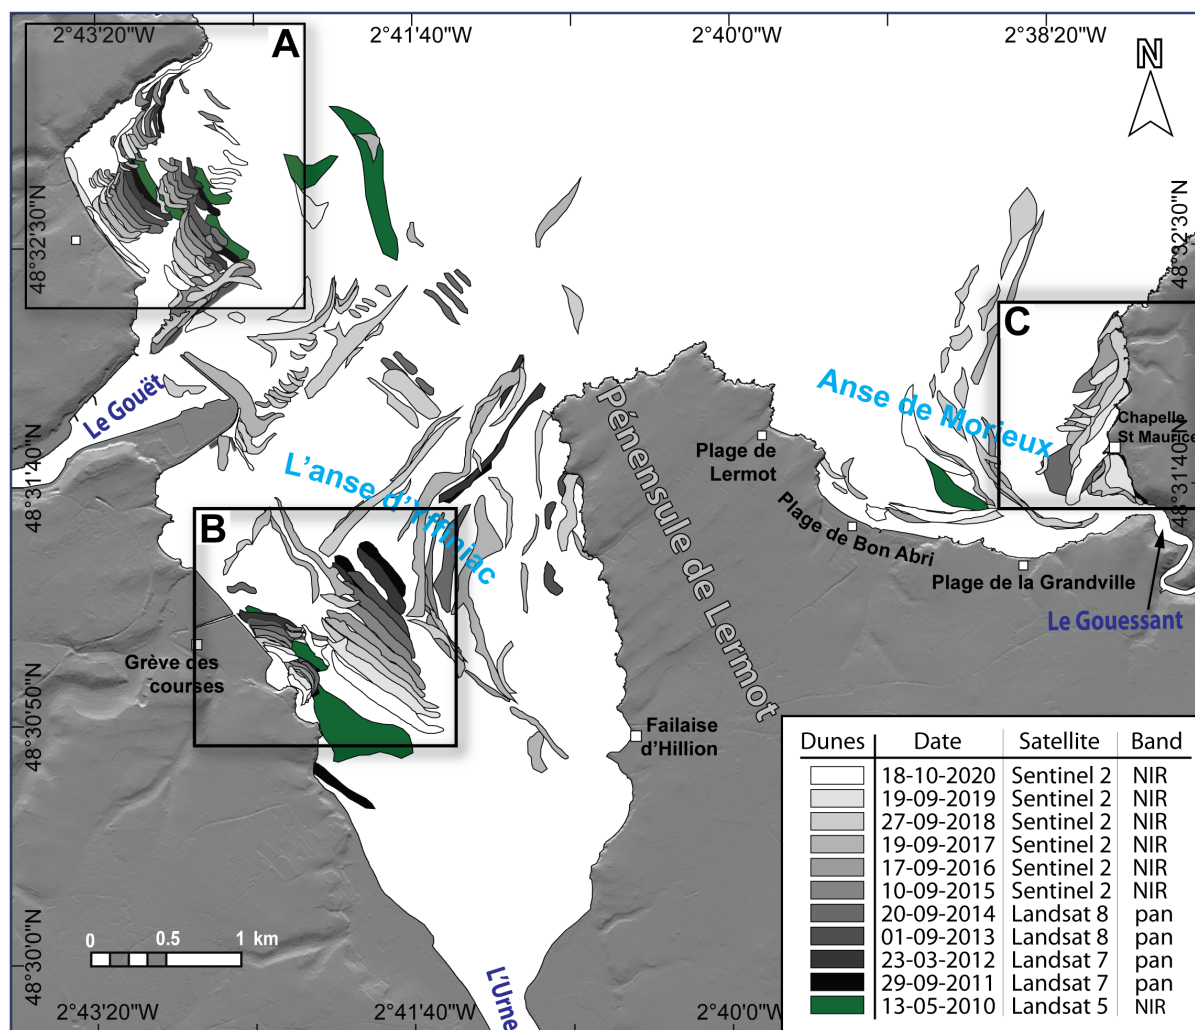 2°43'20"W
2°41'40"W
2°40'0"W
2°38'20"W
A
N
48°32'30"N
48°32'30"N
C
Le Gouët
Anse de Morieux
Chapelle
St Maurice
Plage de
Lermot
48°31'40"N
48°31'40"N
L'anse d'Yffiniac
B
Pénénsule de Lermot
Plage de Bon Abri
Plage de la Grandville
Le Gouessant
Grève des
courses
48°30'50"N
Failaise
d'Hillion
Dunes Date Satellite Band
18-10-2020 Sentinel 2 NIR
19-09-2019 Sentinel 2 NIR
27-09-2018 Sentinel 2 NIR
19-09-2017 Sentinel 2 NIR
17-09-2016 Sentinel 2 NIR
10-09-2015 Sentinel 2 NIR
20-09-2014 Landsat 8 pan
01-09-2013 Landsat 8 pan
23-03-2012 Landsat 7 pan
29-09-2011 Landsat 7 pan
13-05-2010 Landsat 5 NIR
0 0.5 1 km
48°30'0"N
L'Urne
2°43'20"W
2°41'40"W
2°40'0"W